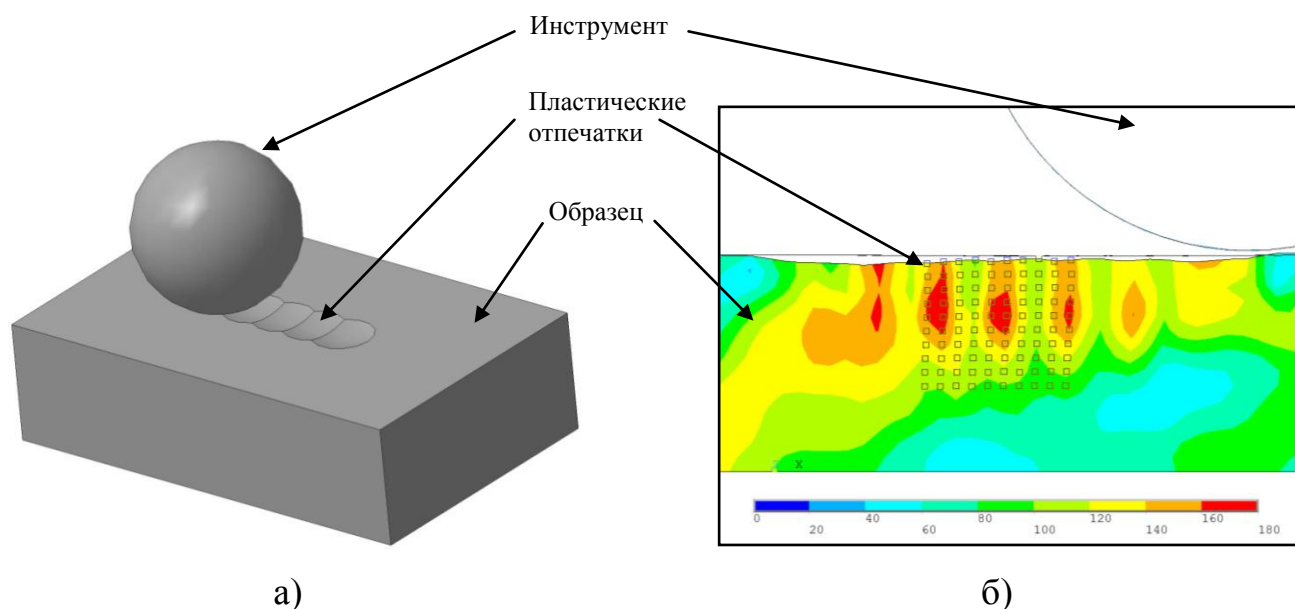 Инструмент
Пластические
отпечатки
Образец
X
0 40 80 120 160
20 60 100 140 180
а)
б)